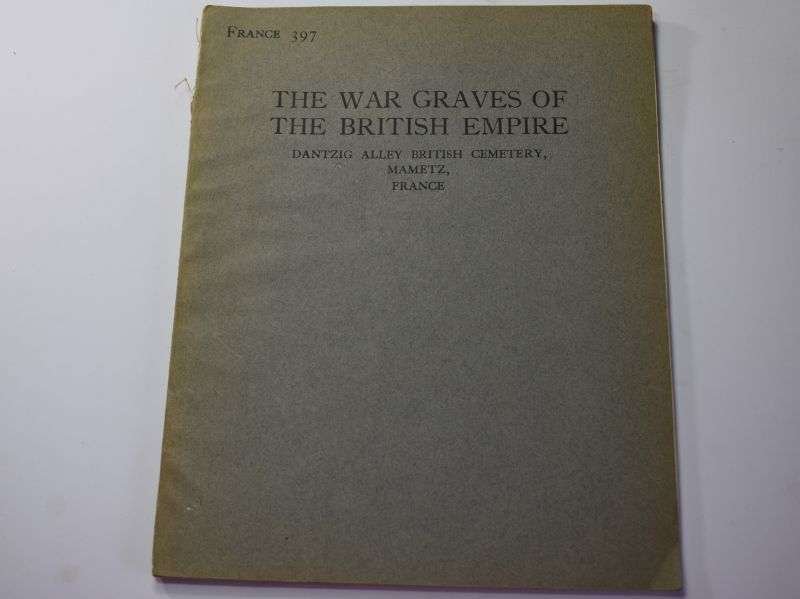 France 397
THE WAR GRAVES OF
THE BRITISH EMPIRE
DANTZIG ALLEY BRITISH CEMETERY,
MAMETZ,
FRANCE